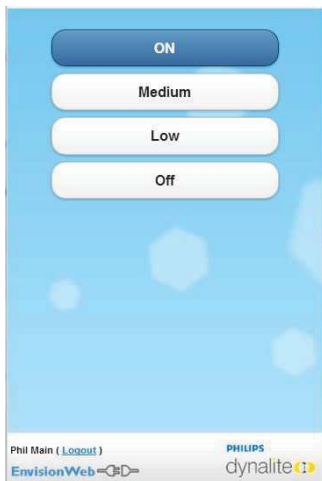 ON
Medium
Low
Off
Phil Main ( Logout )
EnvisionWeb
PHILIPS
dynalite